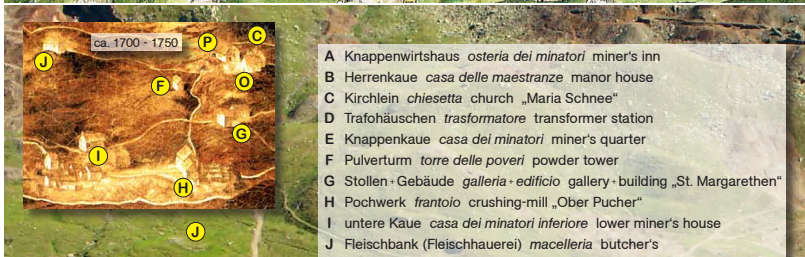 ca. 1700 - 1750
P
C
J
F
O
G
I
H
J
A Knappenwirtshaus osteria dei minatori miner's inn
B Herrenkaue casa delle maestranze manor house
C Kirchlein chiesetta church „Maria Schnee“
D Trafohäuschen trasformatore transformer station
E Knappenkaue casa dei minatori miner's quarter
F Pulverturm torre delle poveri powder tower
G Stollen+Gebäude galleria+edificio gallery+building „St. Margarethen“
H Pochwerk frantoio crushing-mill „Ober Pucher“
I untere Kaue casa dei minatori inferiore lower miner's house
J Fleischbank (Fleischhauerei) macelleria butcher's